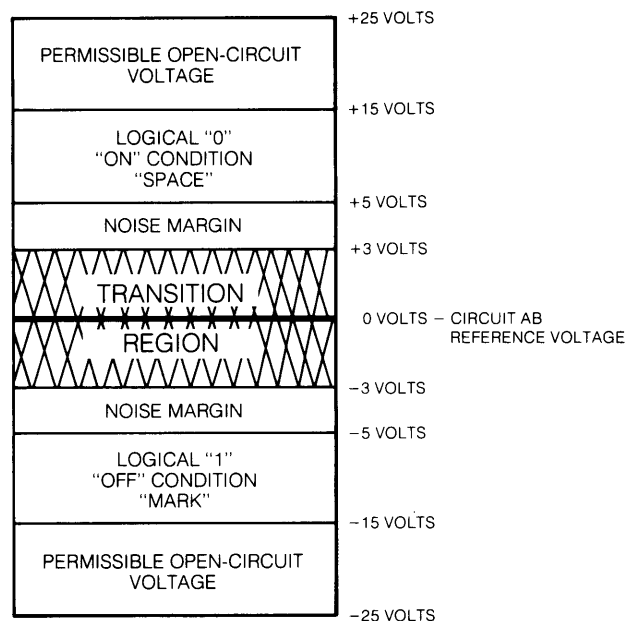 +25 VOLTS
PERMISSIBLE OPEN-CIRCUIT
VOLTAGE
+15 VOLTS
LOGICAL "0"
"ON" CONDITION
"SPACE"
+5 VOLTS
NOISE MARGIN
+3 VOLTS
TRANSITION
0 VOLTS – CIRCUIT AB
REFERENCE VOLTAGE
REGION
−3 VOLTS
NOISE MARGIN
−5 VOLTS
LOGICAL "1"
"OFF" CONDITION
"MARK"
−15 VOLTS
PERMISSIBLE OPEN-CIRCUIT
VOLTAGE
−25 VOLTS